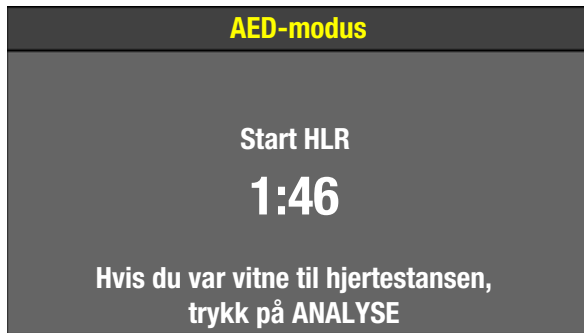 AED-modus
Start HLR
1:46
Hvis du var vitne til hjertestansen,
trykk på ANALYSE